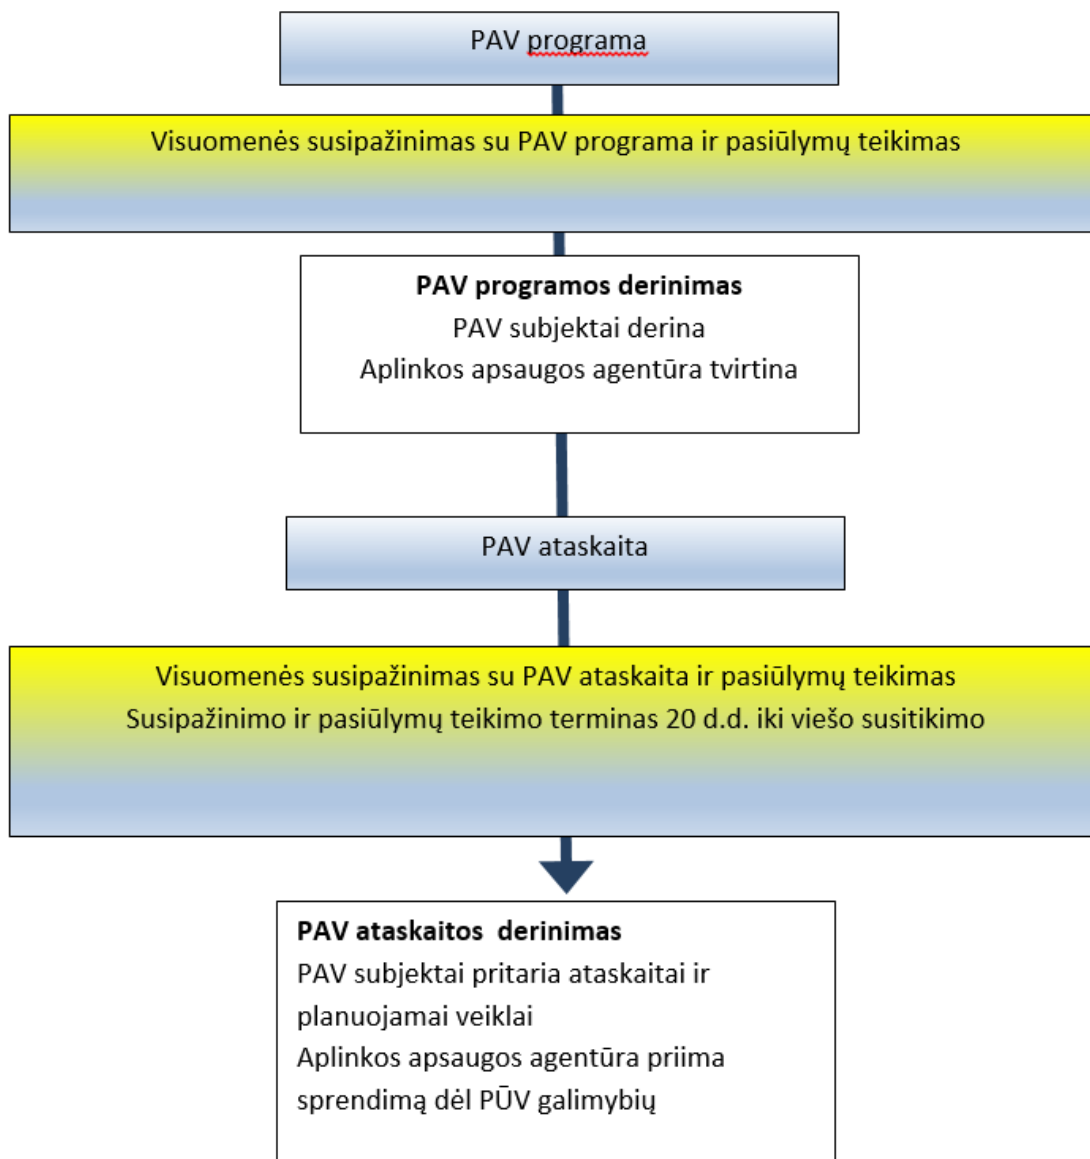 PAV programa
Visuomenės susipažinimas su PAV programa ir pasiūlymų teikimas
PAV programos derinimas
PAV subjektai derina
Aplinkos apsaugos agentūra tvirtina
PAV ataskaita
Visuomenės susipažinimas su PAV ataskaita ir pasiūlymų teikimas
Susipažinimo ir pasiūlymų teikimo terminas 20 d.d. iki viešo susitikimo
PAV ataskaitos derinimas
PAV subjektai pritaria ataskaitai ir
planuojamai veiklai
Aplinkos apsaugos agentūra priima
sprendimą dėl PŪV galimybių